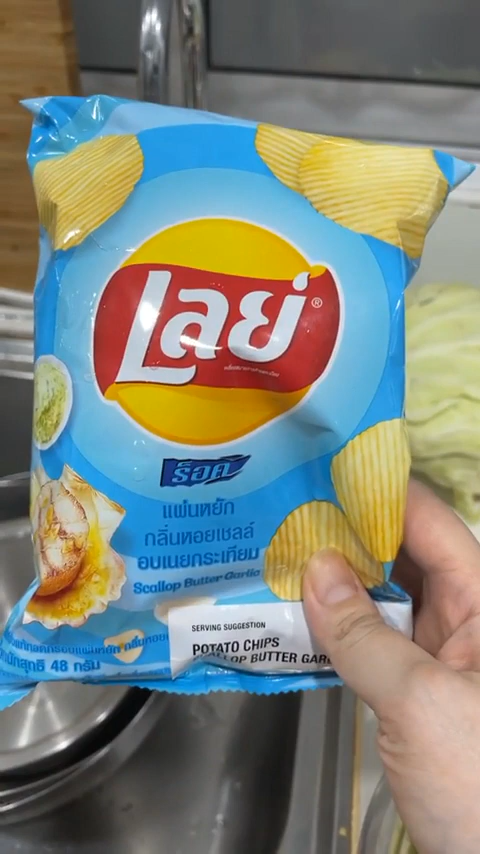 เลย์®
ร็อค
แผ่นหยัก
กลิ่นหอยเชลล์
อบเนยกระเทียม
Scallop Butter Garlic
SERVING SUGGESTION
POTATO CHIPS
BUTTER
48 กรัม